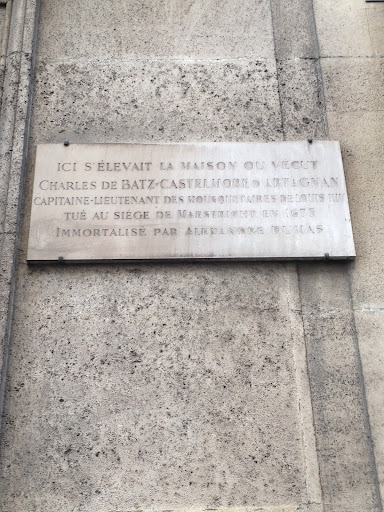 ICI S'ÉLEVAIT LA MAISON OÙ VÉCUT
CHARLES DE BATZ-CASTELMORE D'ARTAGNAN
CAPITAINE-LIEUTENANT DES MOUSQUETAIRES DE LOUIS XIV
TUÉ AU SIÈGE DE MAESTRICHT EN 1673
IMMORTALISÉ PAR ALEXANDRE DUMAS